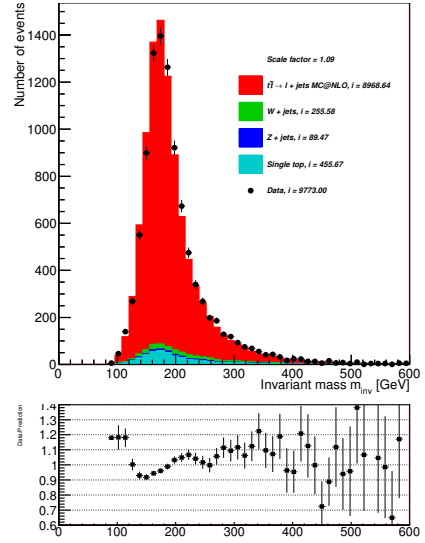 Number of events
1400
1200
1000
800
600
400
200
0
Scale factor = 1.09
tt̄→ l + jets MC@NLO, i = 8968.64
W + jets, i = 255.58
Z + jets, i = 89.47
Single top, i = 455.67
Data, i = 9773.00
0 100 200 300 400 500 600
Invariant mass m_inv [GeV]
Data/Prediction
1.4
1.3
1.2
1.1
1
0.9
0.8
0.7
0.6
0 100 200 300 400 500 600